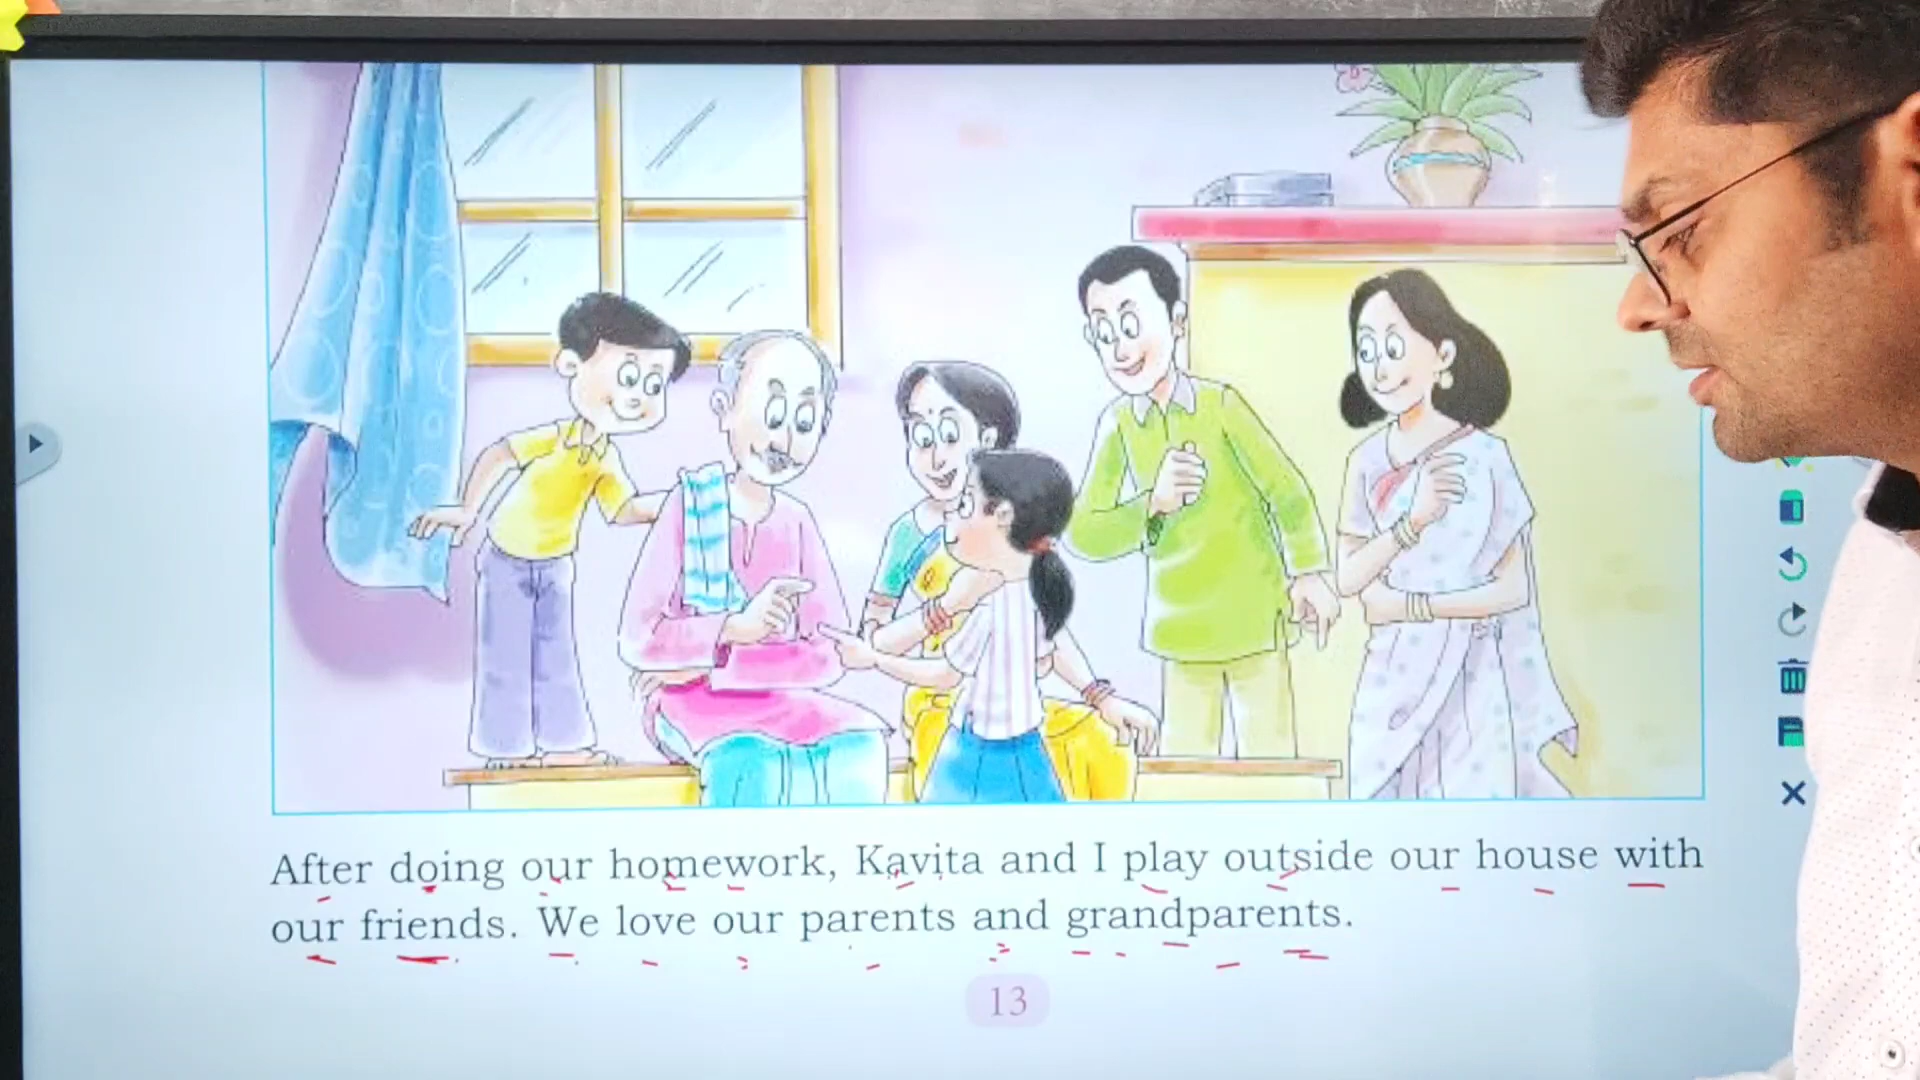 After doing our homework, Kavita and I play outside our house with
our friends. We love our parents and grandparents.
13